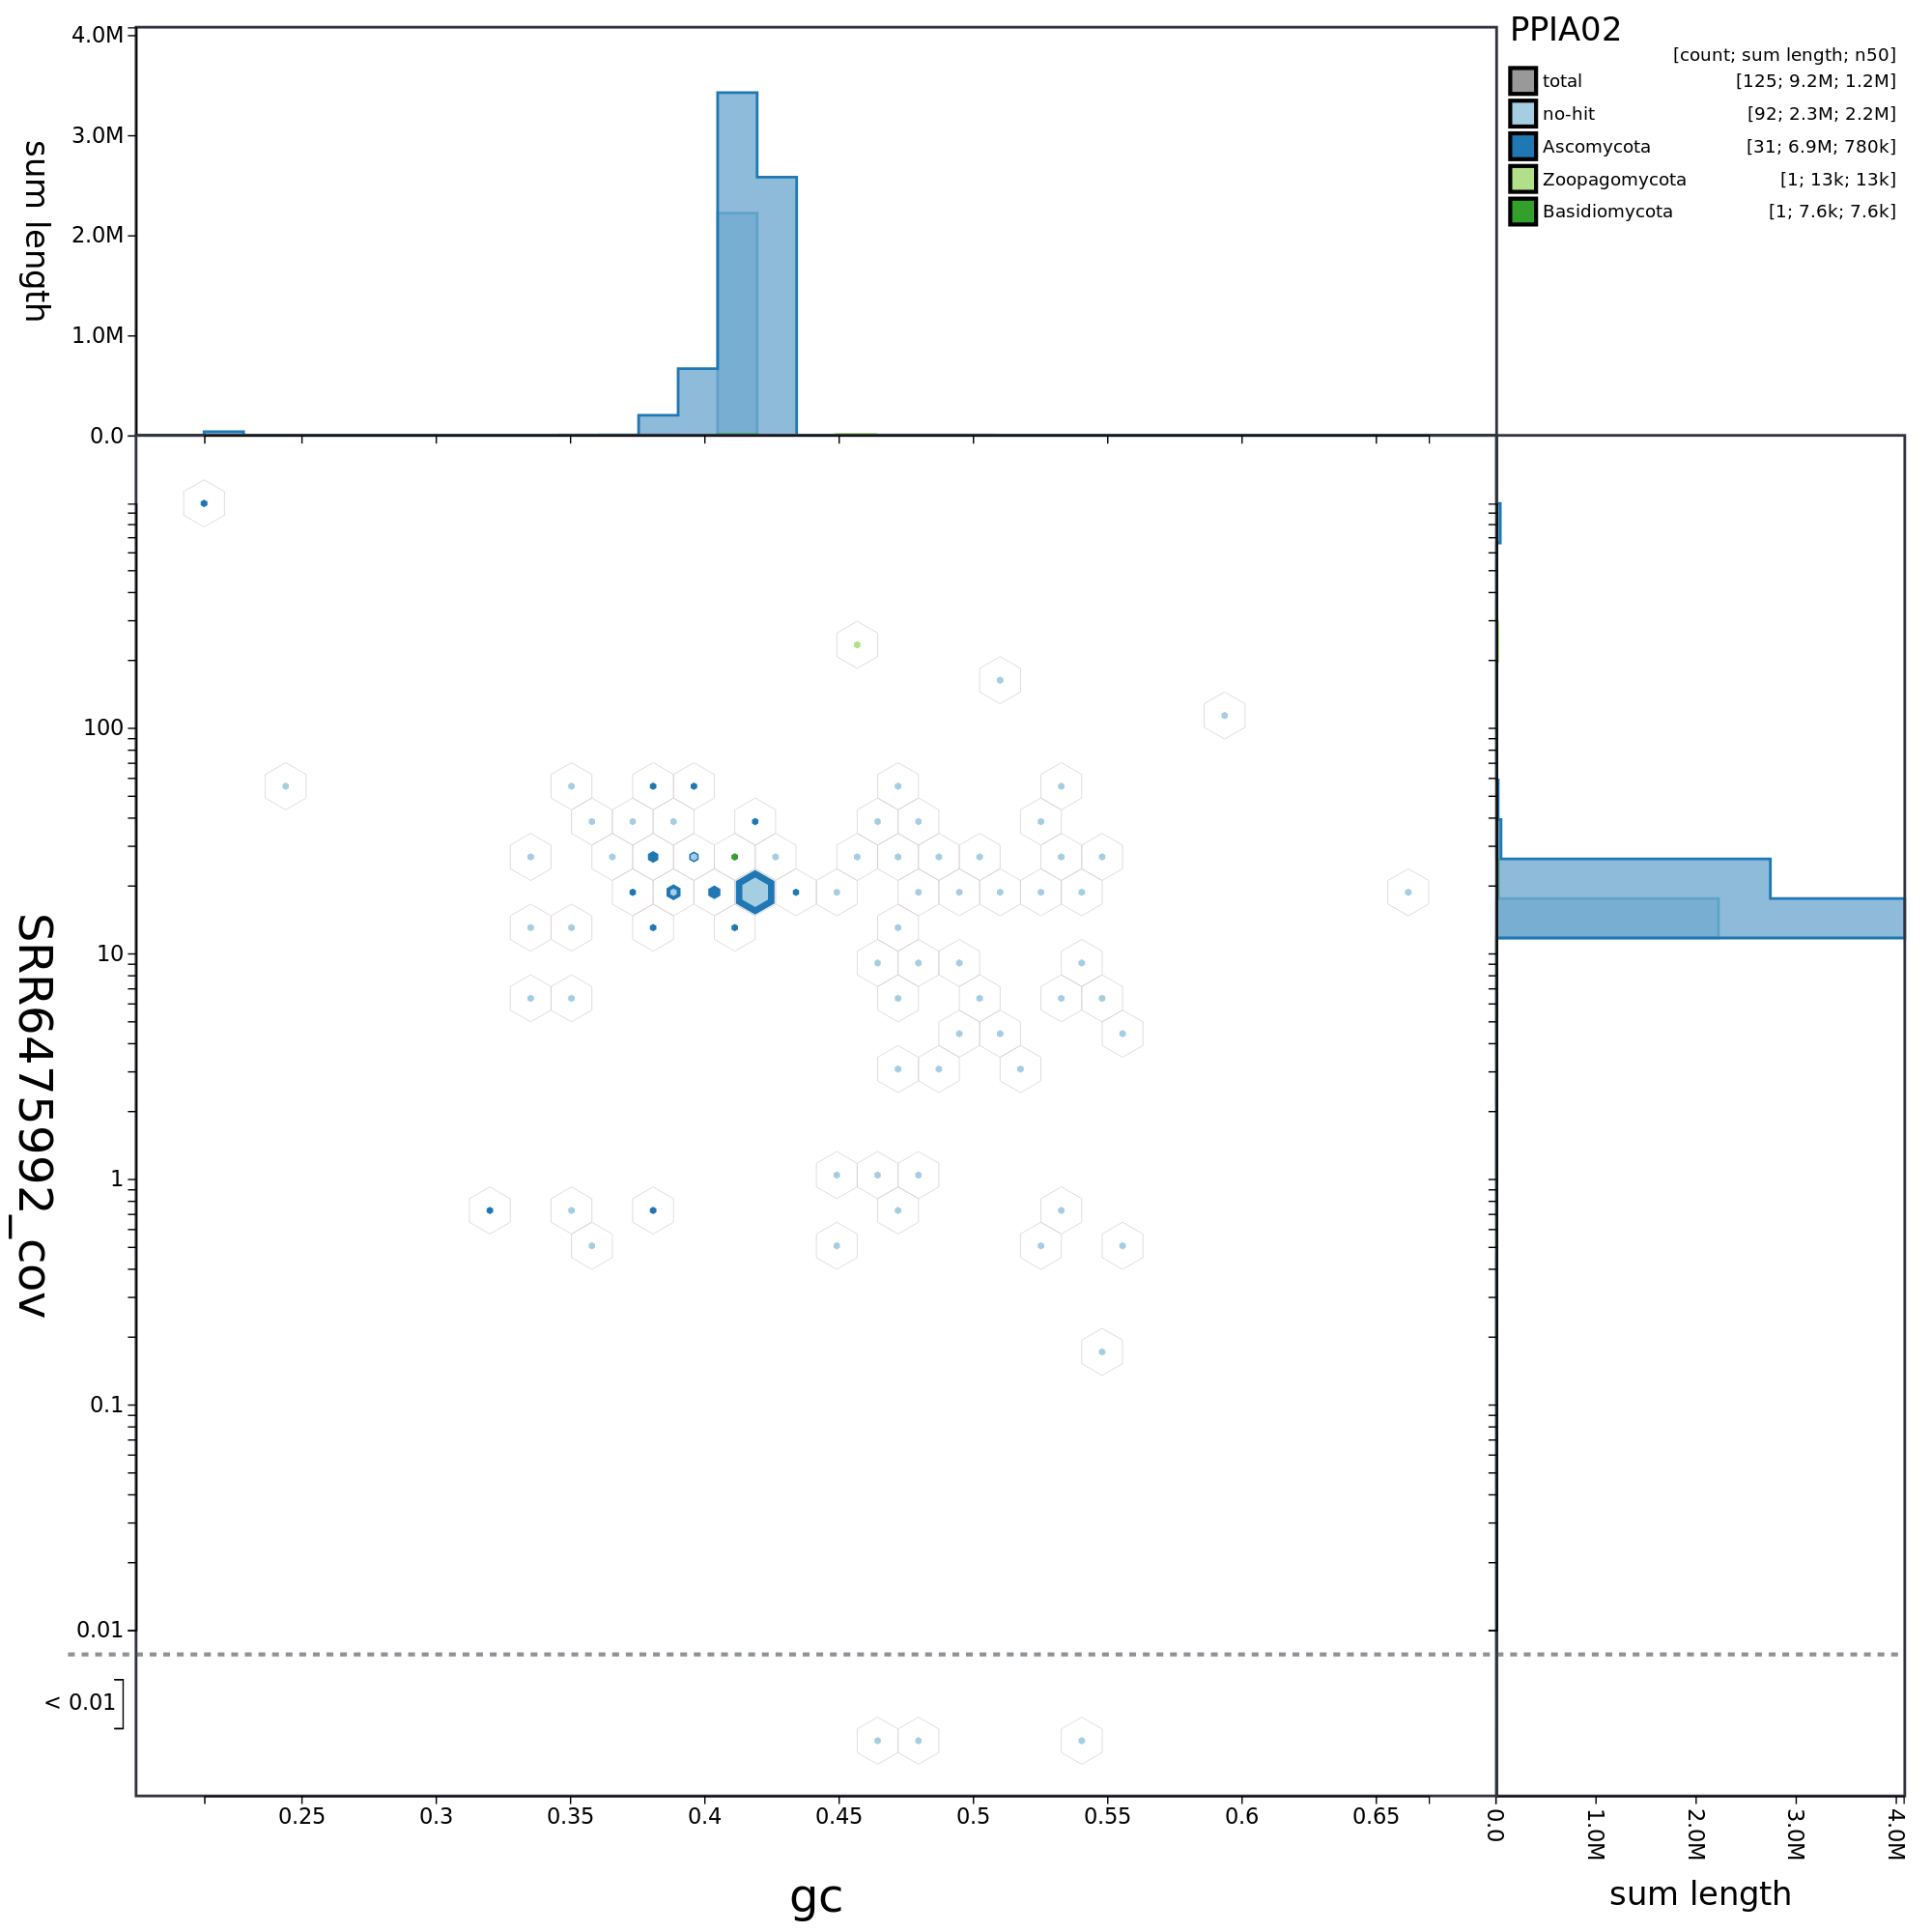 PPIA02
[count; sum length; n50]
total [125; 9.2M; 1.2M]
no-hit [92; 2.3M; 2.2M]
Ascomycota [31; 6.9M; 780k]
Zoopagomycota [1; 13k; 13k]
Basidiomycota [1; 7.6k; 7.6k]
sum length
4.0M
3.0M
2.0M
1.0M
0.0
SRR6475992_cov
100
10
1
0.1
0.01
< 0.01
0.25 0.3 0.35 0.4 0.45 0.5 0.55 0.6 0.65
gc
0.0 1.0M 2.0M 3.0M 4.0M
sum length